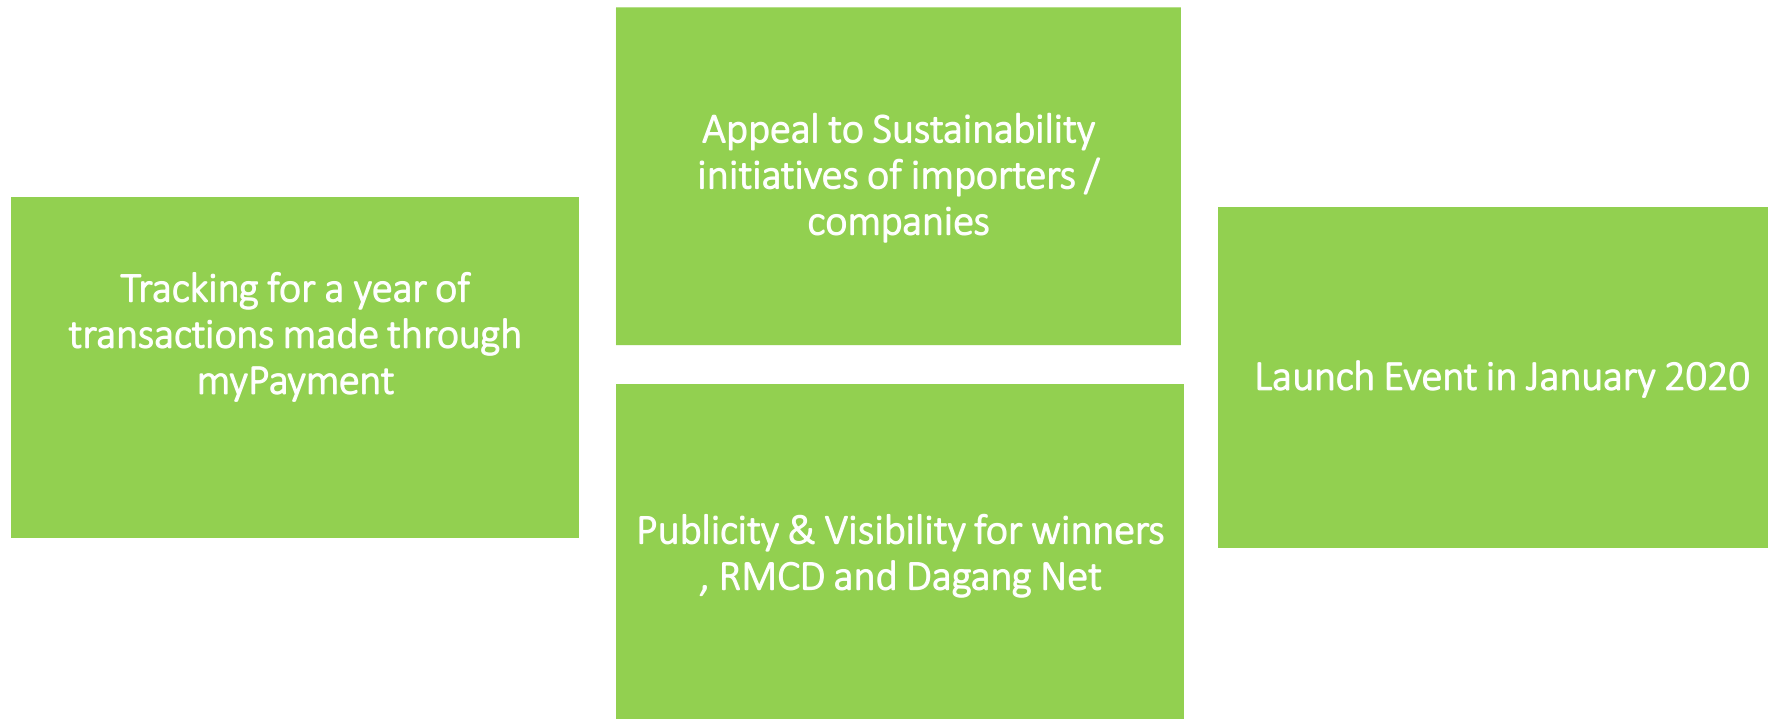 Tracking for a year of
transactions made through
myPayment
Appeal to Sustainability
initiatives of importers /
companies
Publicity & Visibility for winners
, RMCD and Dagang Net
Launch Event in January 2020